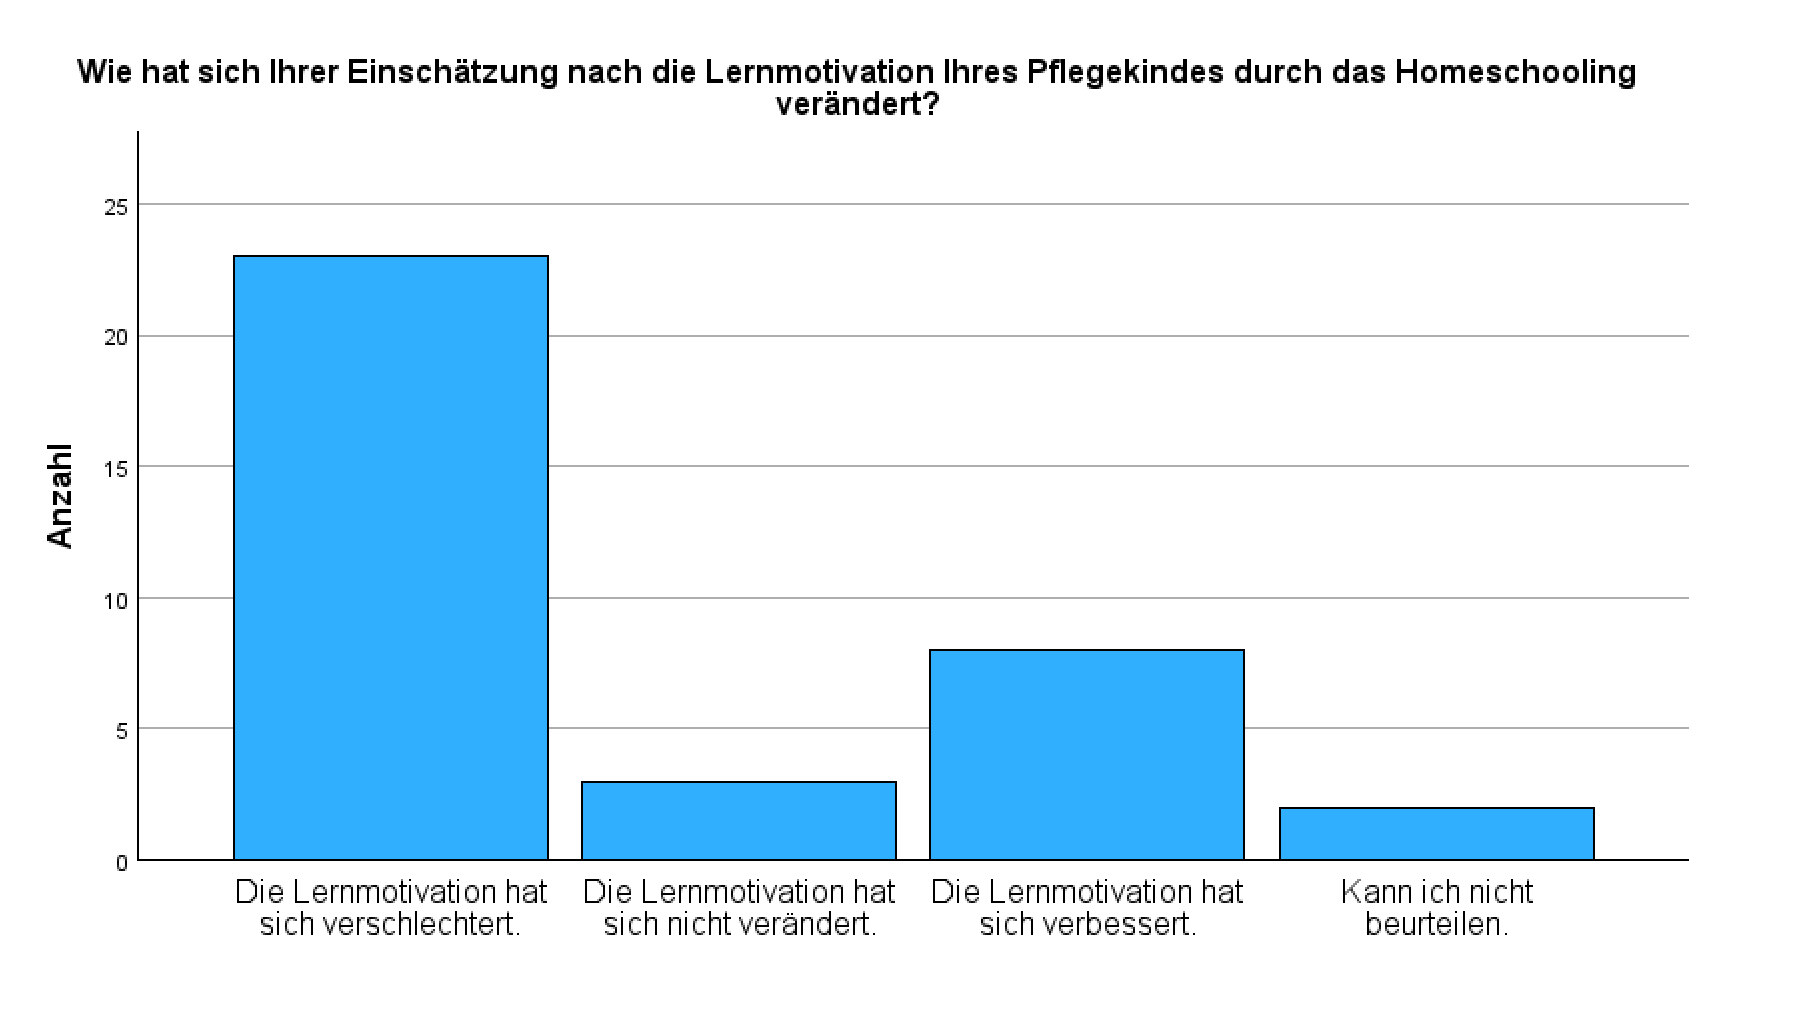 Wie hat sich Ihrer Einschätzung nach die Lernmotivation Ihres Pflegekindes durch das Homeschooling
verändert?
Anzahl
25
20
15
10
5
0
Die Lernmotivation hat
sich verschlechtert.
Die Lernmotivation hat
sich nicht verändert.
Die Lernmotivation hat
sich verbessert.
Kann ich nicht
beurteilen.